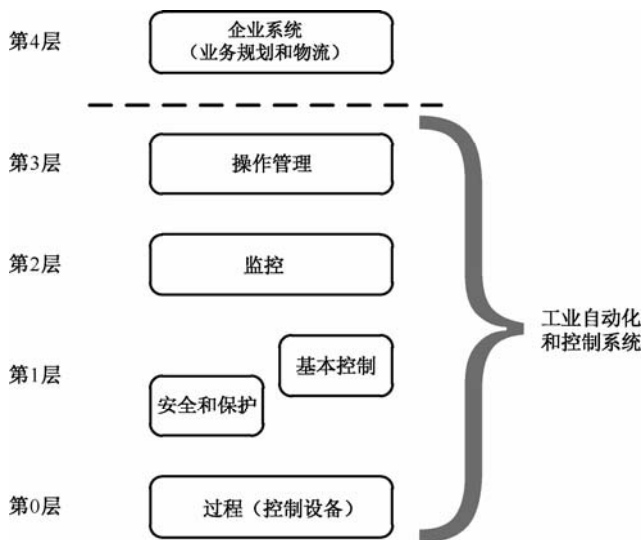 第4层
企业系统
（业务规划和物流）
第3层
操作管理
第2层
监控
第1层
基本控制
安全和保护
第0层
过程（控制设备）
工业自动化
和控制系统